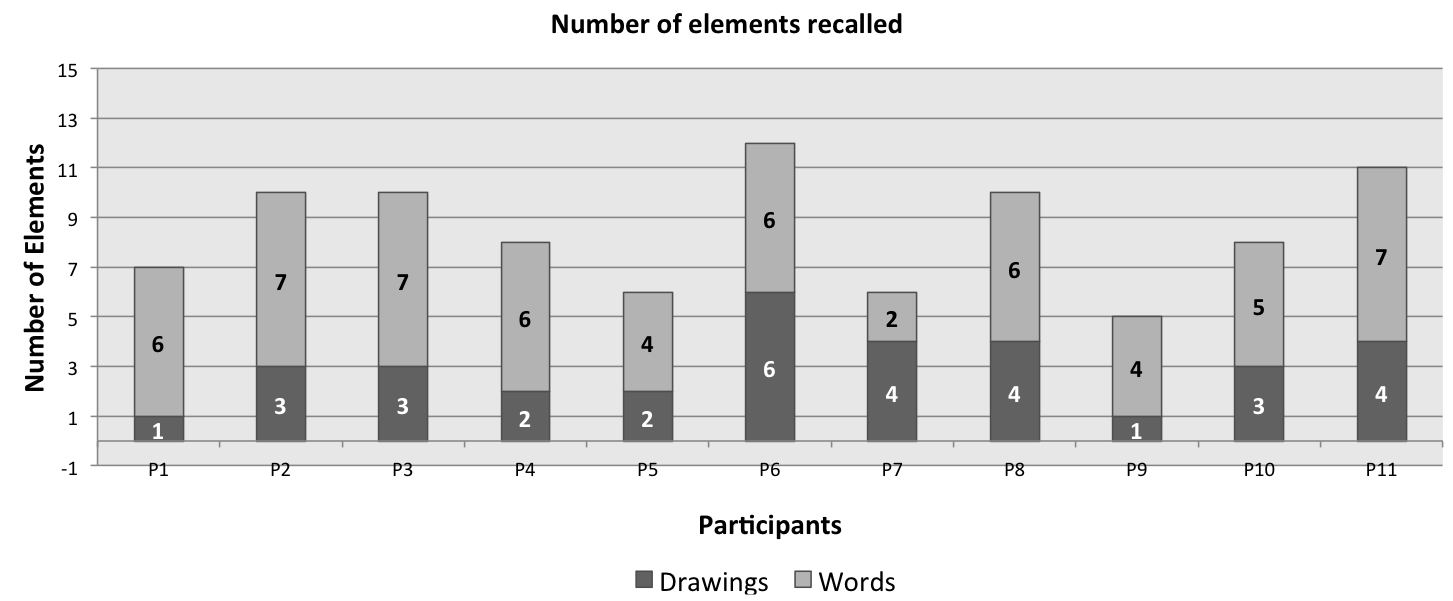 Number of elements recalled
15
13
11
9
7
5
3
1
-1
Number of Elements
6 7 7 6 4 6 2 6 4 5 7
1 3 3 2 2 6 4 4 1 3 4
P1 P2 P3 P4 P5 P6 P7 P8 P9 P10 P11
Participants
Drawings Words